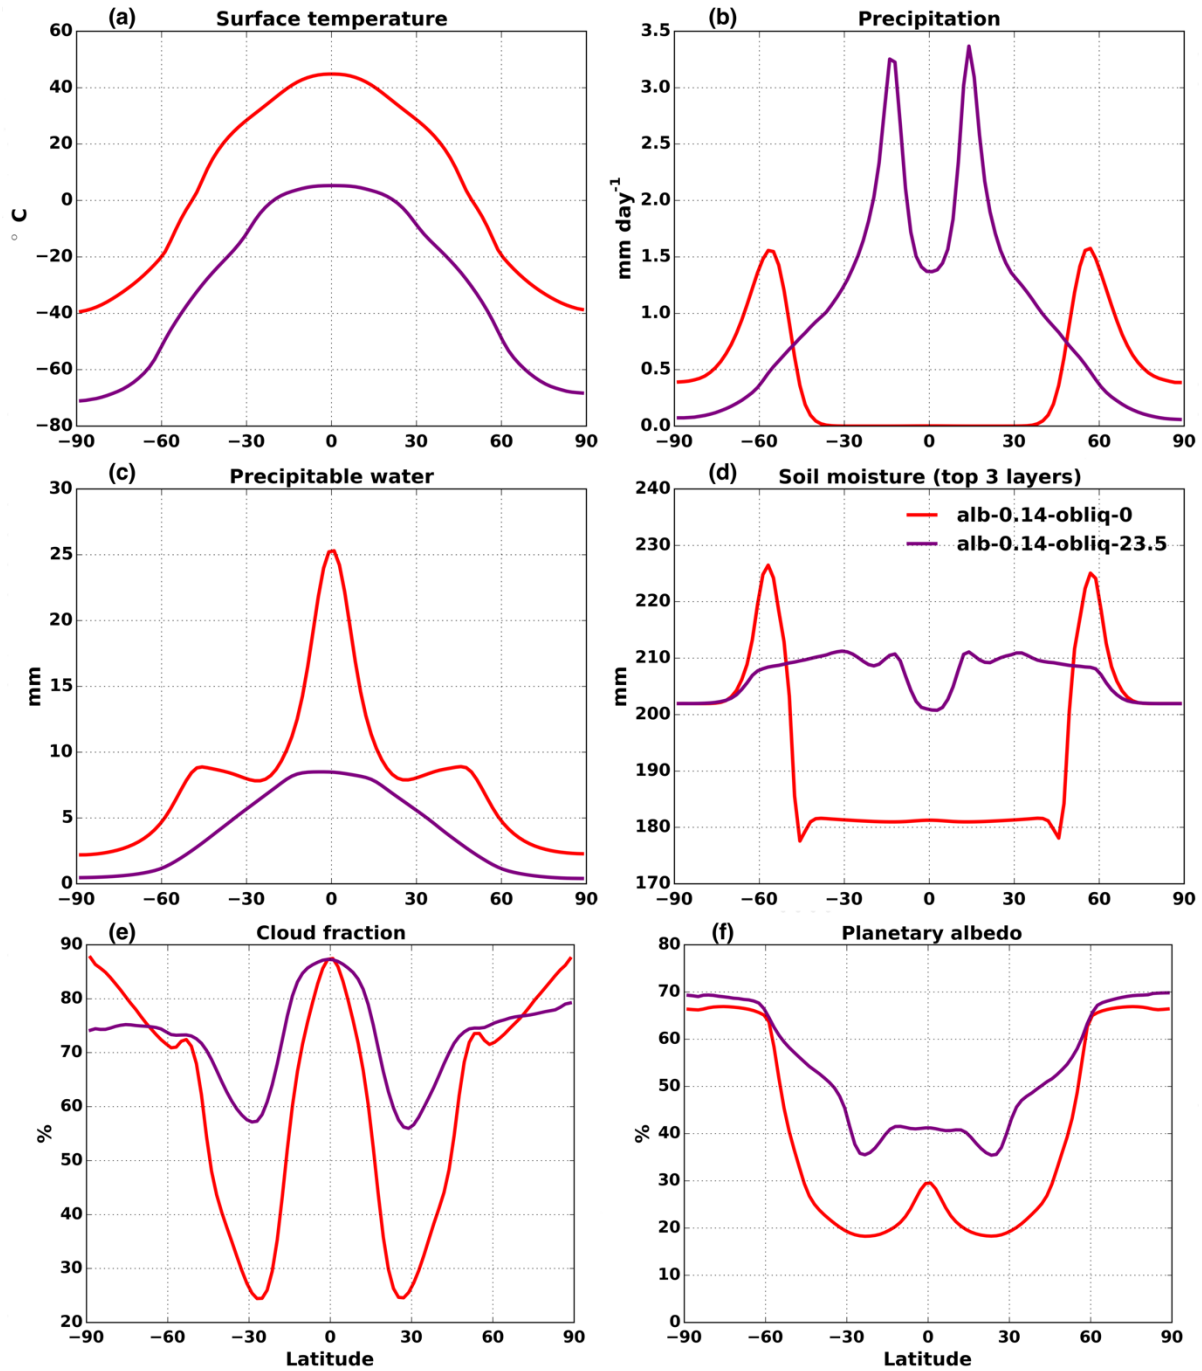 (a) Surface temperature
60
40
20
0
−20
−40
−60
−80
° C
−90 −60 −30 0 30 60 90
(b) Precipitation
3.5
3.0
2.5
2.0
1.5
1.0
0.5
0.0
mm day-1
−90 −60 −30 0 30 60 90
(c) Precipitable water
30
25
20
15
10
5
0
mm
−90 −60 −30 0 30 60 90
(d) Soil moisture (top 3 layers)
240
230
220
210
200
190
180
170
mm
alb-0.14-obliq-0
alb-0.14-obliq-23.5
−90 −60 −30 0 30 60 90
(e) Cloud fraction
90
80
70
60
50
40
30
20
%
−90 −60 −30 0 30 60 90
Latitude
(f) Planetary albedo
80
70
60
50
40
30
20
10
0
%
−90 −60 −30 0 30 60 90
Latitude